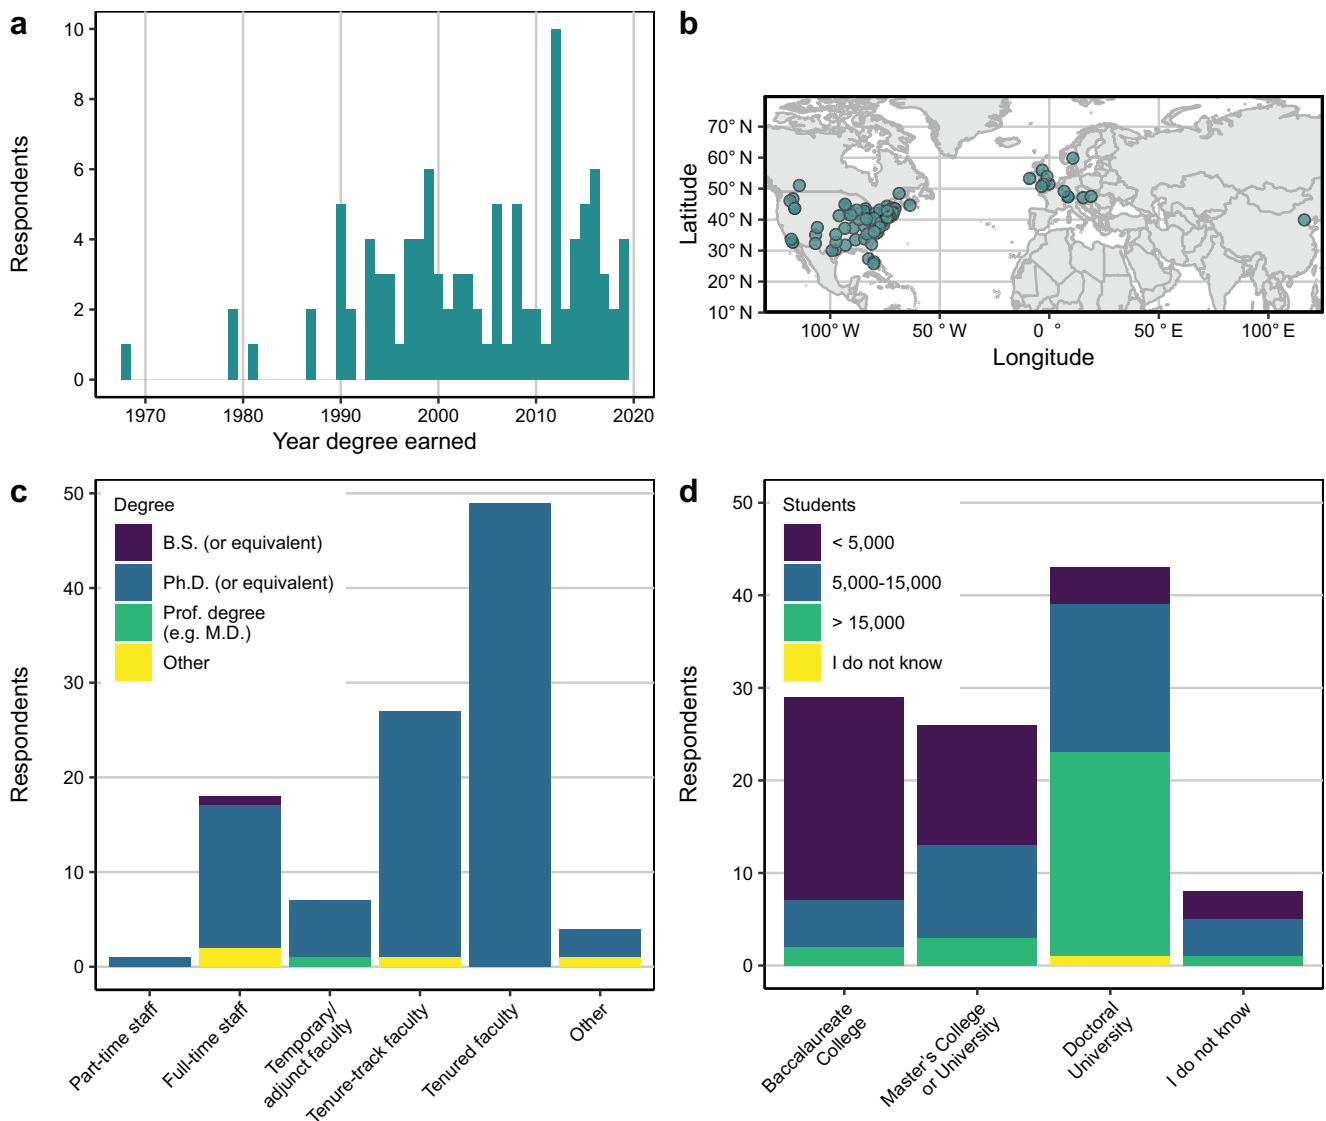 a
Respondents
10
8
6
4
2
0
1970 1980 1990 2000 2010 2020
Year degree earned
b
Latitude
70° N
60° N
50° N
40° N
30° N
20° N
10° N
100° W 50° W 0 ° 50° E 100° E
Longitude
c
Respondents
50
40
30
20
10
0
Degree
B.S. (or equivalent)
Ph.D. (or equivalent)
Prof. degree
(e.g. M.D.)
Other
Part-time staff
Full-time staff
Temporary/
adjunct faculty
Tenure-track faculty
Tenured faculty
Other
d
Respondents
50
40
30
20
10
0
Students
< 5,000
5,000-15,000
> 15,000
I do not know
Baccalaureate
College
Master's College
or University
Doctoral
University
I do not know